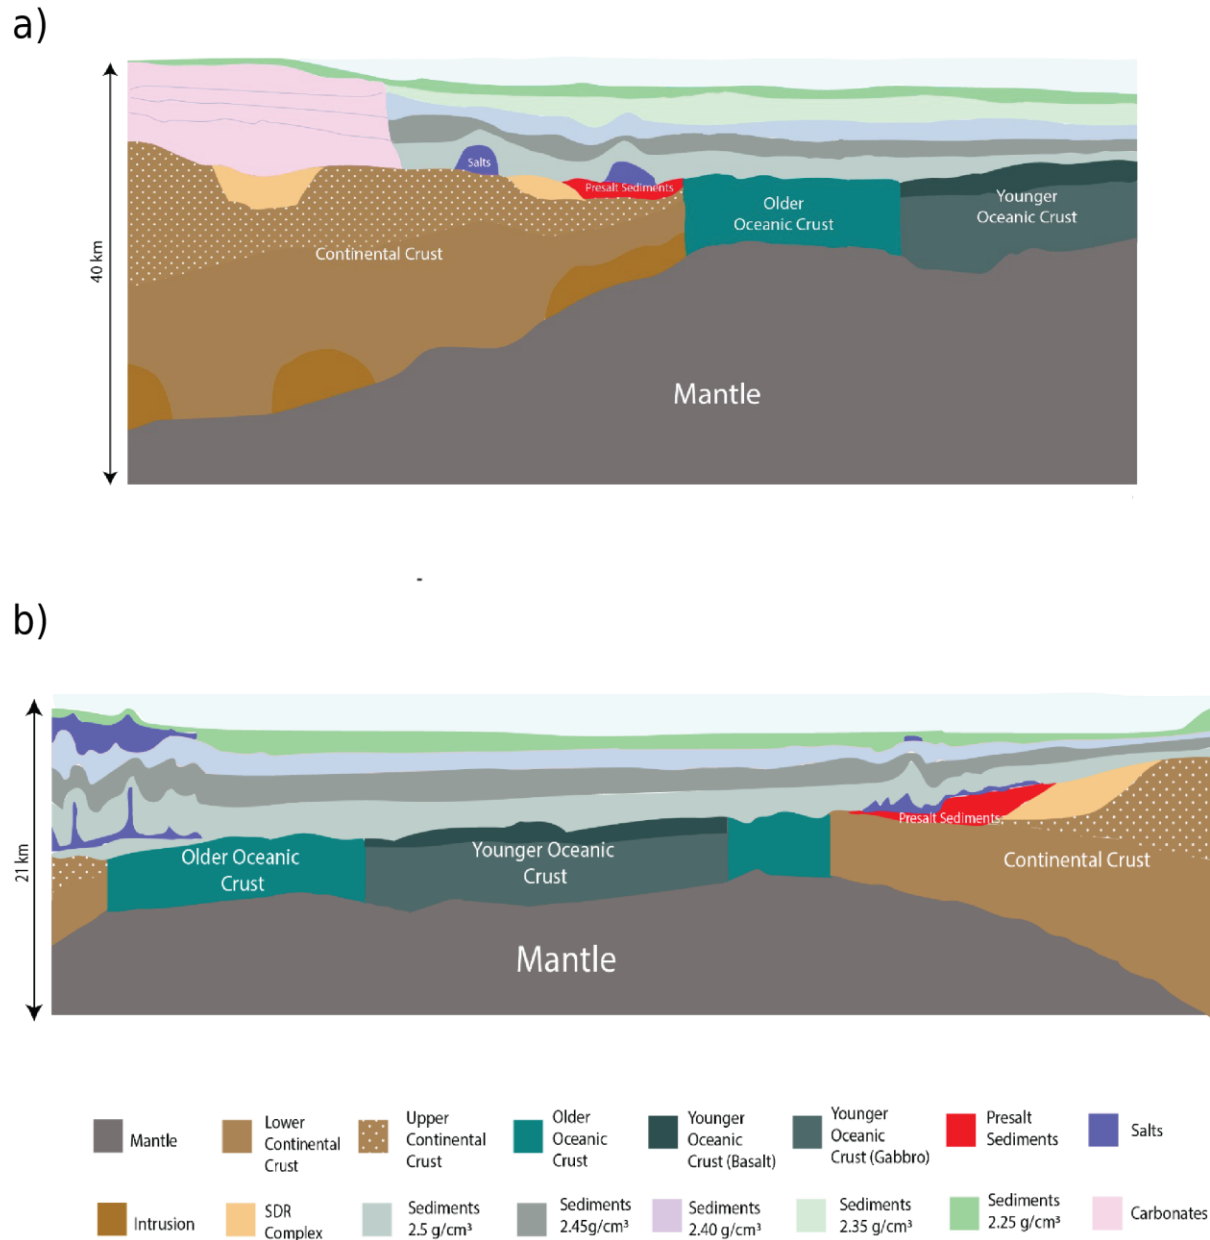 a)
40 km
Salts
Presalt Sediments
Older
Oceanic Crust
Younger
Oceanic Crust
Continental Crust
Mantle
-
b)
21 km
Older Oceanic
Crust
Younger Oceanic
Crust
Presalt Sediments
Continental Crust
Mantle
Mantle
Lower
Continental
Crust
Upper
Continental
Crust
Older
Oceanic
Crust
Younger
Oceanic
Crust (Basalt)
Younger
Oceanic
Crust (Gabbro)
Presalt
Sediments
Salts
Intrusion
SDR
Complex
Sediments
2.5 g/cm³
Sediments
2.45g/cm³
Sediments
2.40 g/cm³
Sediments
2.35 g/cm³
Sediments
2.25 g/cm³
Carbonates